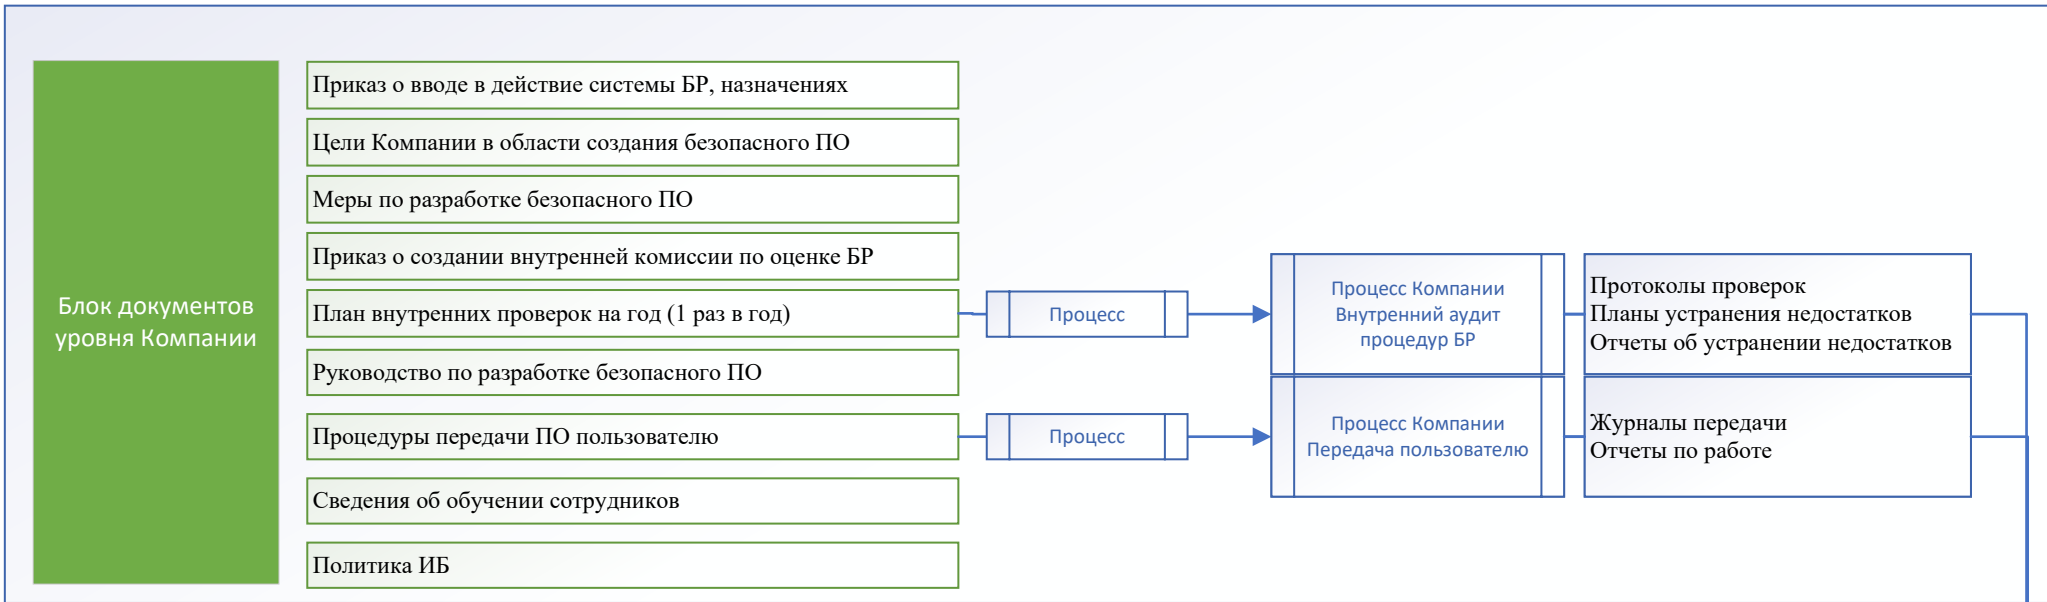 Блок документов
уровня Компании
Приказ о вводе в действие системы БР, назначениях
Цели Компании в области создания безопасного ПО
Меры по разработке безопасного ПО
Приказ о создании внутренней комиссии по оценке БР
План внутренних проверок на год (1 раз в год)
Руководство по разработке безопасного ПО
Процедуры передачи ПО пользователю
Сведения об обучении сотрудников
Политика ИБ
Процесс
Процесс Компании
Внутренний аудит
процедур БР
Протоколы проверок
Планы устранения недостатков
Отчеты об устранении недостатков
Процесс
Процесс Компании
Передача пользователю
Журналы передачи
Отчеты по работе